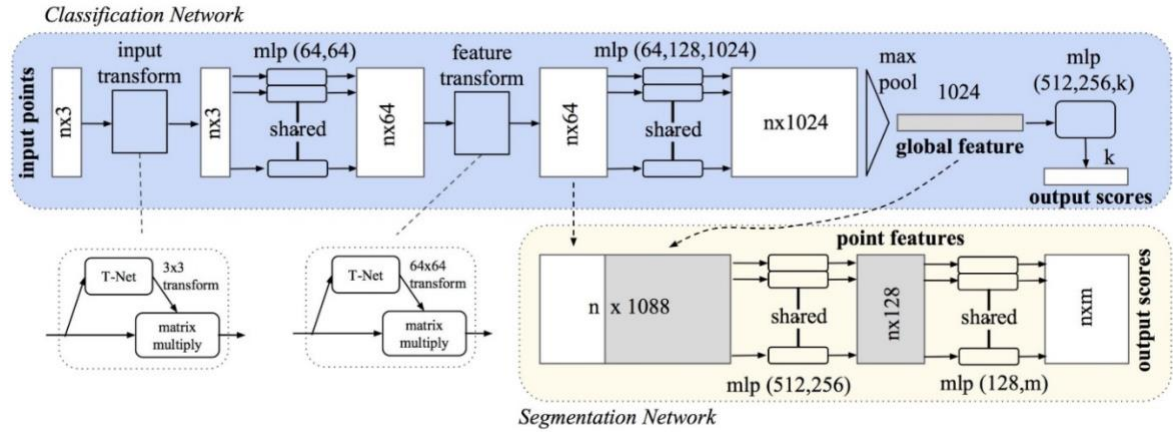 Classification Network
input points
nx3
input
transform
nx3
mlp (64,64)
shared
nx64
feature
transform
nx64
mlp (64,128,1024)
shared
nx1024
max
pool
1024
global feature
mlp
(512,256,k)
k
output scores
T-Net
3x3
transform
matrix
multiply
T-Net
64x64
transform
matrix
multiply
point features
n x 1088
shared
mlp (512,256)
nx128
shared
mlp (128,m)
nxm
output scores
Segmentation Network